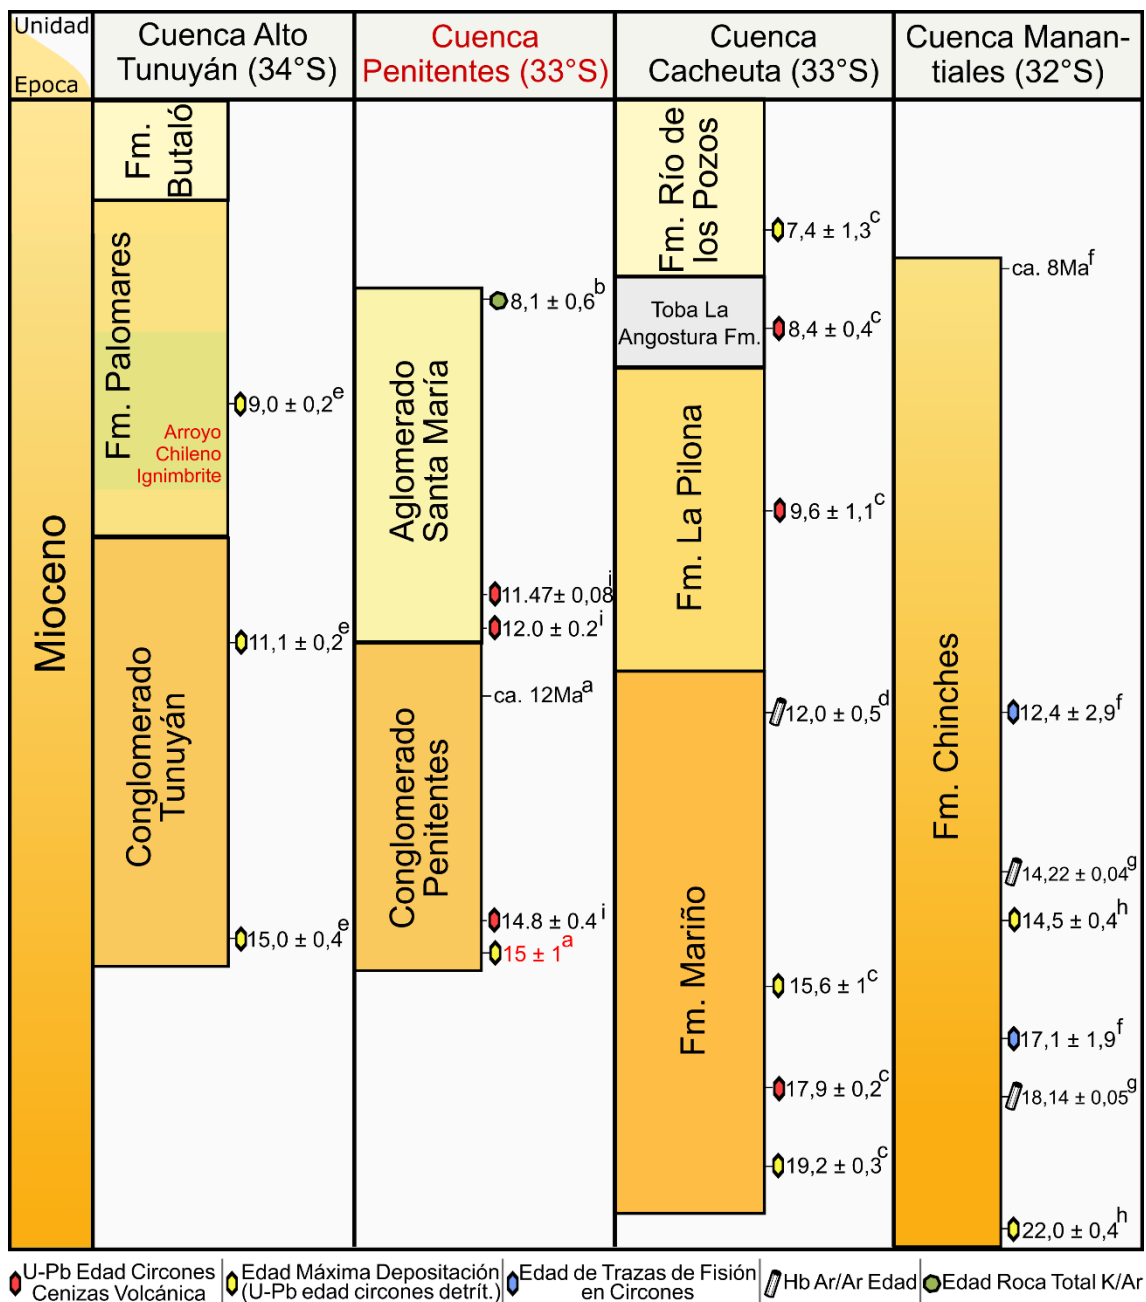 Unidad
Epoca
Cuenca Alto
Tunuyán (34°S)
Cuenca
Penitentes (33°S)
Cuenca
Cacheuta (33°S)
Cuenca Manan-
tiales (32°S)
Mioceno
Fm.
Butaló
Fm. Palomares
Arroyo
Chileno
Ignimbrite
9,0 ± 0,2e
Conglomerado
Tunuyán
11,1 ± 0,2e
15,0 ± 0,4e
Aglomerado
Santa María
8,1 ± 0,6b
11.47± 0,08i
12.0 ± 0.2i
Conglomerado
Penitentes
ca. 12Maa
14.8 ± 0.4i
15 ± 1a
Fm. Río de
los Pozos
7,4 ± 1,3c
Toba La
Angostura Fm.
8,4 ± 0,4c
Fm. La Pilona
9,6 ± 1,1c
Fm. Mariño
12,0 ± 0,5d
15,6 ± 1c
17,9 ± 0,2c
19,2 ± 0,3c
Fm. Chinches
ca. 8Maf
12,4 ± 2,9f
14,22 ± 0,04g
14,5 ± 0,4h
17,1 ± 1,9f
18,14 ± 0,05g
22,0 ± 0,4h
U-Pb Edad Circones
Cenizas Volcánica
Edad Máxima Depositación
(U-Pb edad circones detrít.)
Edad de Trazas de Fisión
en Circones
Hb Ar/Ar Edad
Edad Roca Total K/Ar